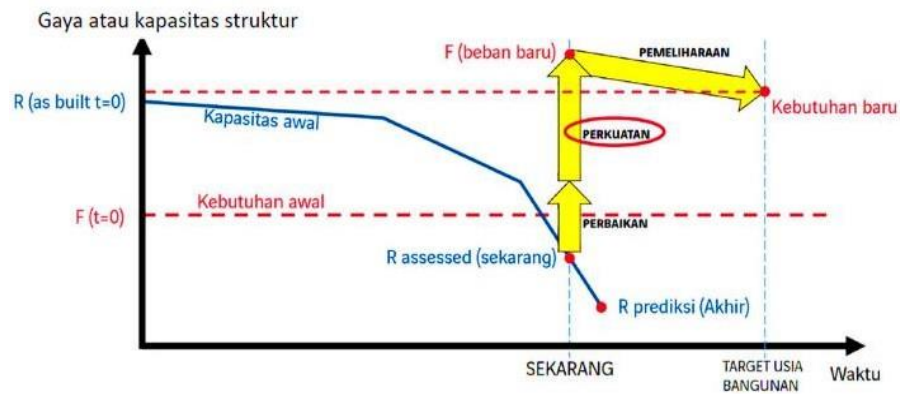 Gaya atau kapasitas struktur
F (beban baru)
PEMELIHARAAN
R (as built t=0)
Kapasitas awal
Kebutuhan baru
PERKUATAN
Kebutuhan awal
F (t=0)
PERBAIKAN
R assessed (sekarang)
R prediksi (Akhir)
SEKARANG
TARGET USIA
BANGUNAN
Waktu